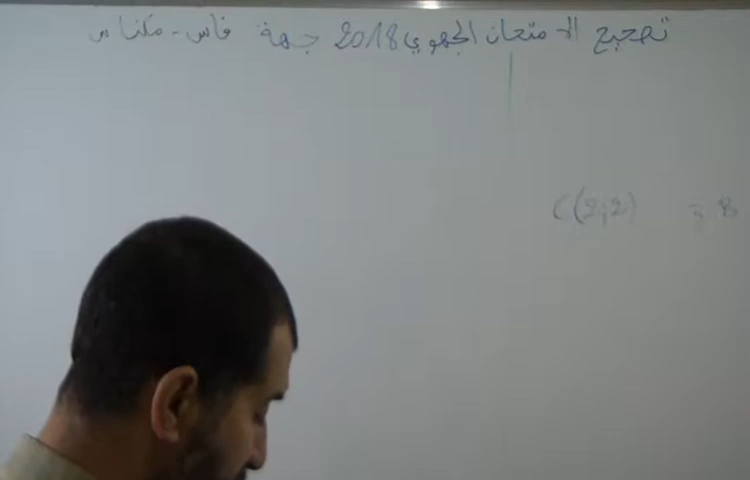 تصحيح الامتحان الجهوي 2018 جهة فاس - مكناس
C(2;2) ; B